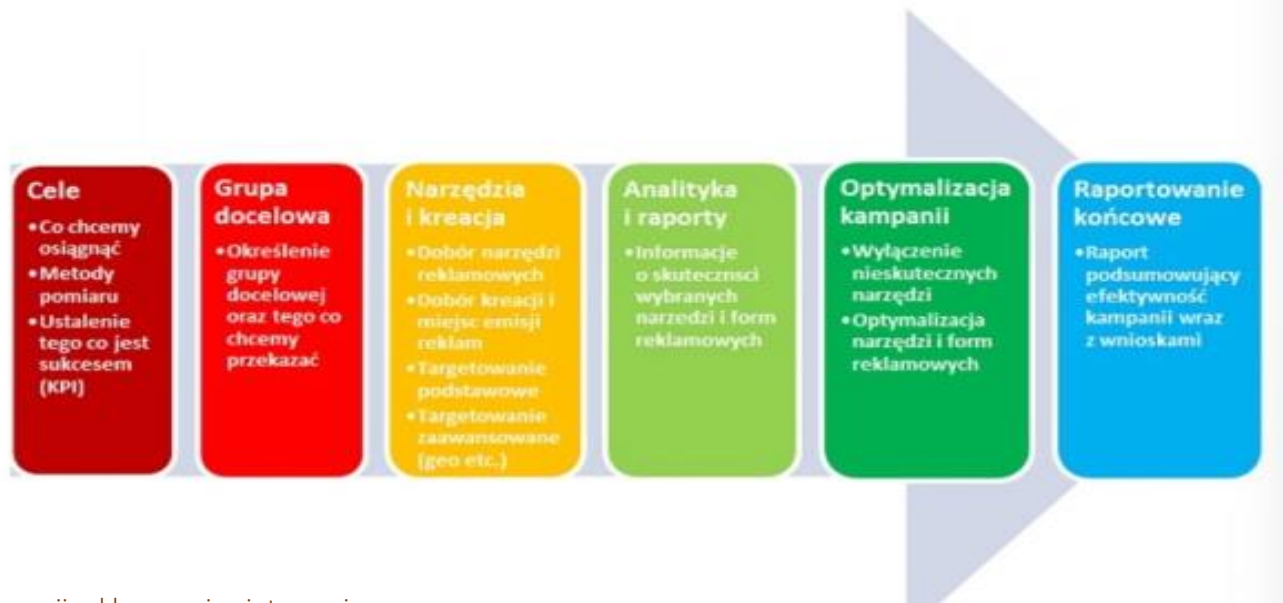 Cele
•Co chcemy
osiągnąć
•Metody
pomiaru
•Ustalenie
tego co jest
sukcesem
(KPI)
Grupa
docelowa
•Określenie
grupy
docelowej
oraz tego co
chcemy
przekazać
Narzędzia
i kreacja
•Dobór narzędzi
reklamowych
•Dobór kreacji i
miejsc emisji
reklam
•Targetowanie
podstawowe
•Targetowanie
zaawansowane
(geo etc.)
Analityka
i raporty
•Informacje
o skutecznsci
wybranych
narzedzi i form
reklamowych
Optymalizacja
kampanii
•Wyłączenie
nieskutecznych
narzędzi
•Optymalizacja
narzędzi i form
reklamowych
Raportowanie
końcowe
•Raport
podsumowujący
efektywność
kampanii wraz
z wnioskami